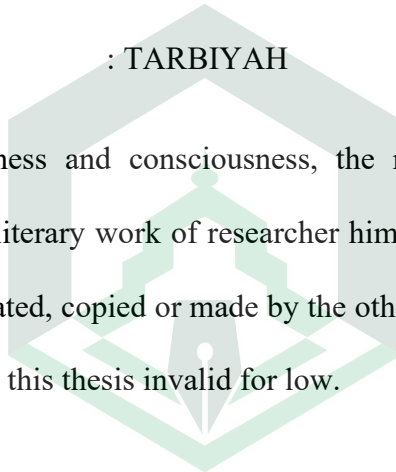 : TARBIYAH
ness and consciousness, the r
literary work of researcher him
ated, copied or made by the oth
this thesis invalid for low.